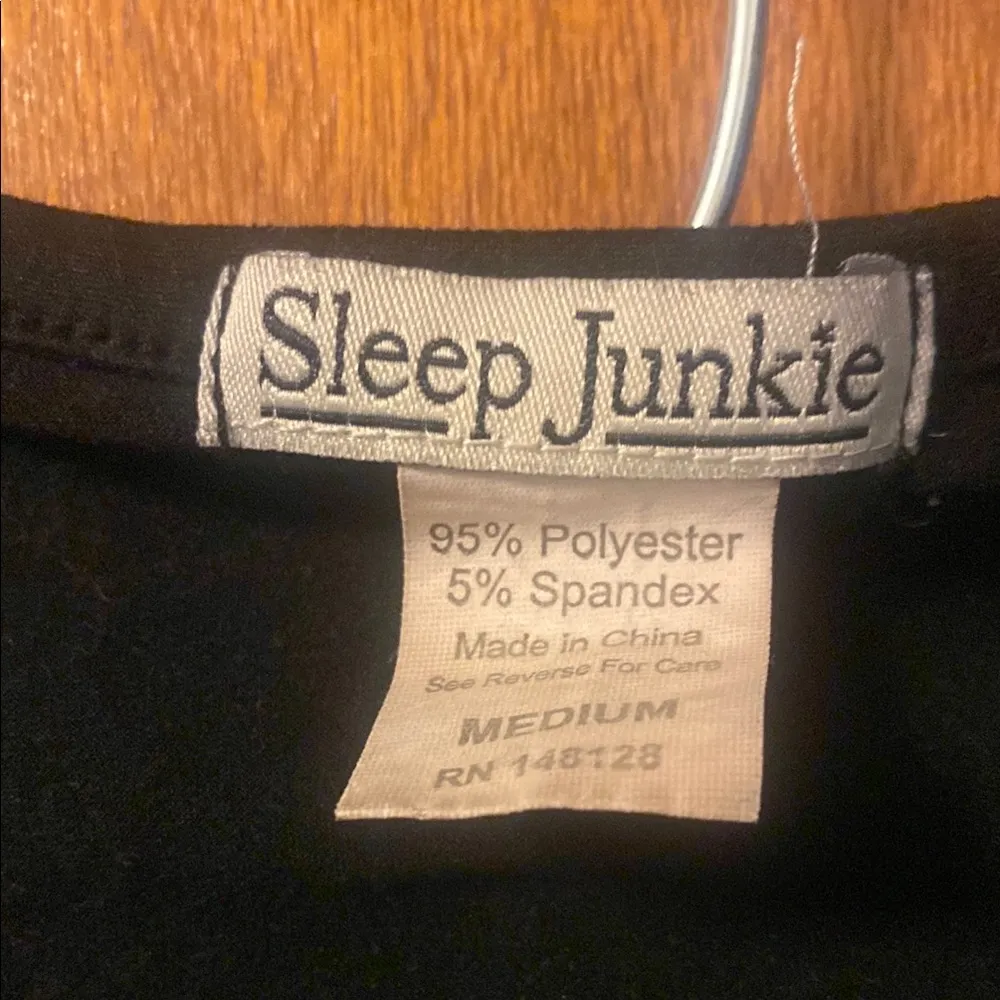 Sleep Junkie
95% Polyester
5% Spandex
Made in China
See Reverse For Care
MEDIUM
RN 148128